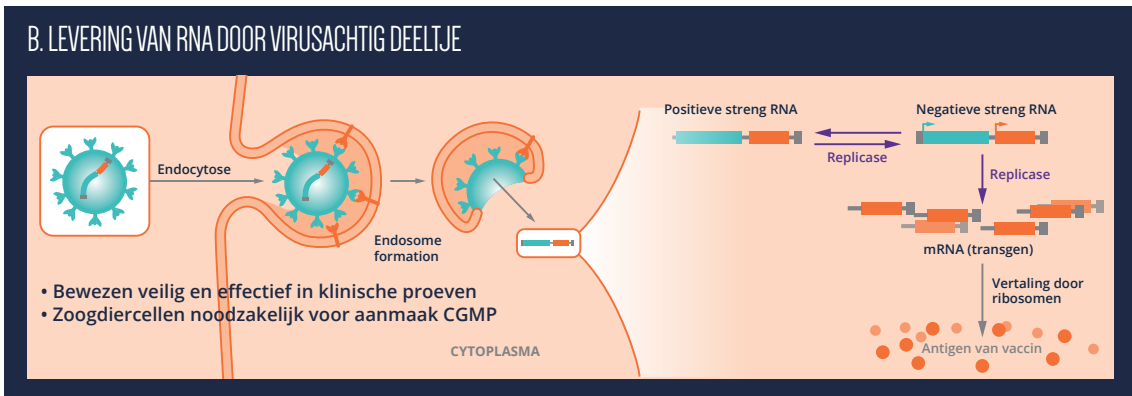 B. LEVERING VAN RNA DOOR VIRUSACHTIG DEELTJE
Endocytose
Endosome
formation
• Bewezen veilig en effectief in klinische proeven
• Zoogdiercellen noodzakelijk voor aanmaak CGMP
CYTOPLASMA
Positieve streng RNA
Negatieve streng RNA
Replicase
Replicase
mRNA (transgen)
Vertaling door
ribosomen
Antigen van vaccin